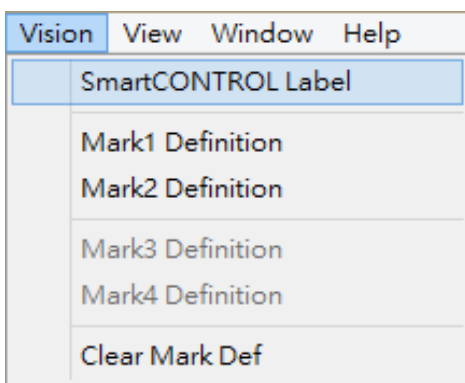 Vision View Window Help
SmartCONTROL Label
Mark1 Definition
Mark2 Definition
Mark3 Definition
Mark4 Definition
Clear Mark Def